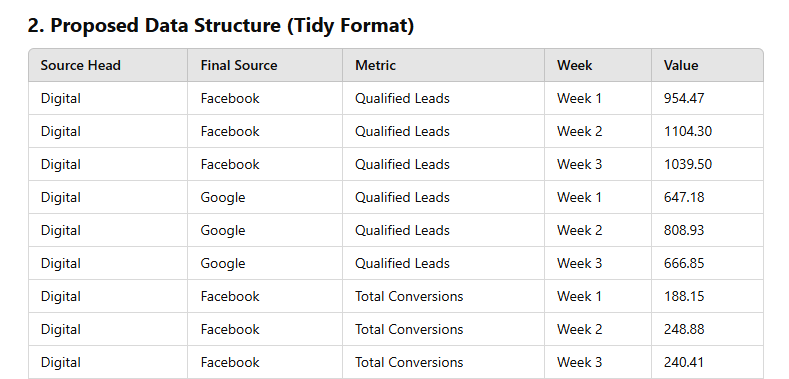 2. Proposed Data Structure (Tidy Format)
Source Head Final Source Metric Week Value
Digital Facebook Qualified Leads Week 1 954.47
Digital Facebook Qualified Leads Week 2 1104.30
Digital Facebook Qualified Leads Week 3 1039.50
Digital Google Qualified Leads Week 1 647.18
Digital Google Qualified Leads Week 2 808.93
Digital Google Qualified Leads Week 3 666.85
Digital Facebook Total Conversions Week 1 188.15
Digital Facebook Total Conversions Week 2 248.88
Digital Facebook Total Conversions Week 3 240.41